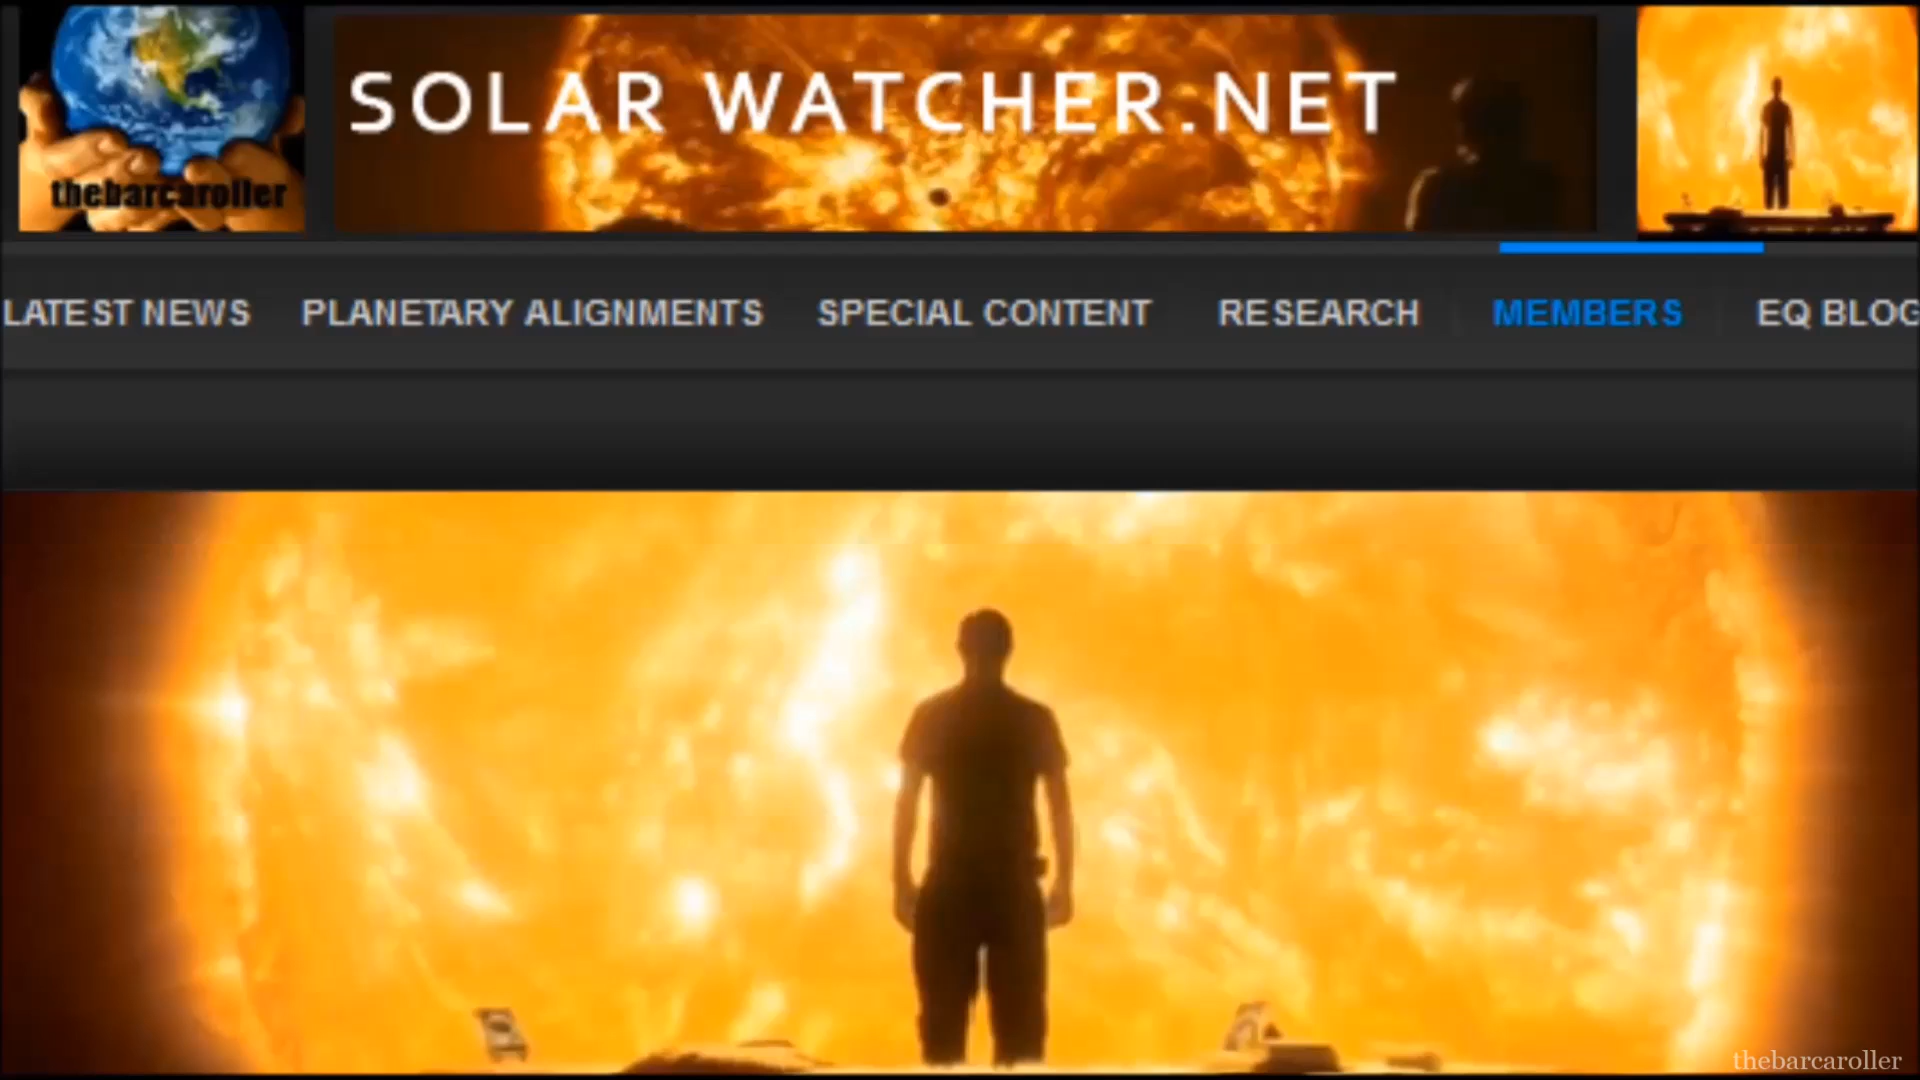 thebarcaroller
SOLAR WATCHER.NET
LATEST NEWS
PLANETARY ALIGNMENTS
SPECIAL CONTENT
RESEARCH
MEMBERS
EQ BLOG
thebarcaroller